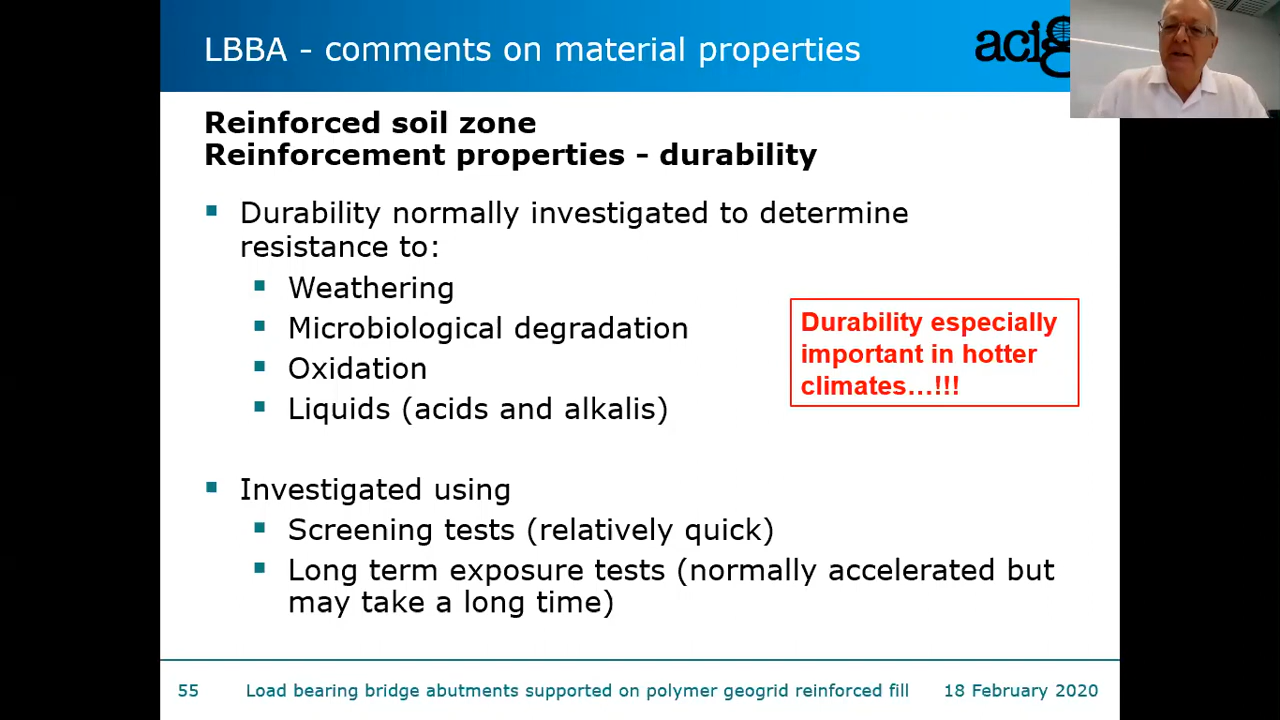 LBBA - comments on material properties
acig
Reinforced soil zone
Reinforcement properties - durability
▪ Durability normally investigated to determine
resistance to:
▪ Weathering
▪ Microbiological degradation
▪ Oxidation
▪ Liquids (acids and alkalis)
Durability especially
important in hotter
climates…!!!
▪ Investigated using
▪ Screening tests (relatively quick)
▪ Long term exposure tests (normally accelerated but
may take a long time)
55 Load bearing bridge abutments supported on polymer geogrid reinforced fill 18 February 2020